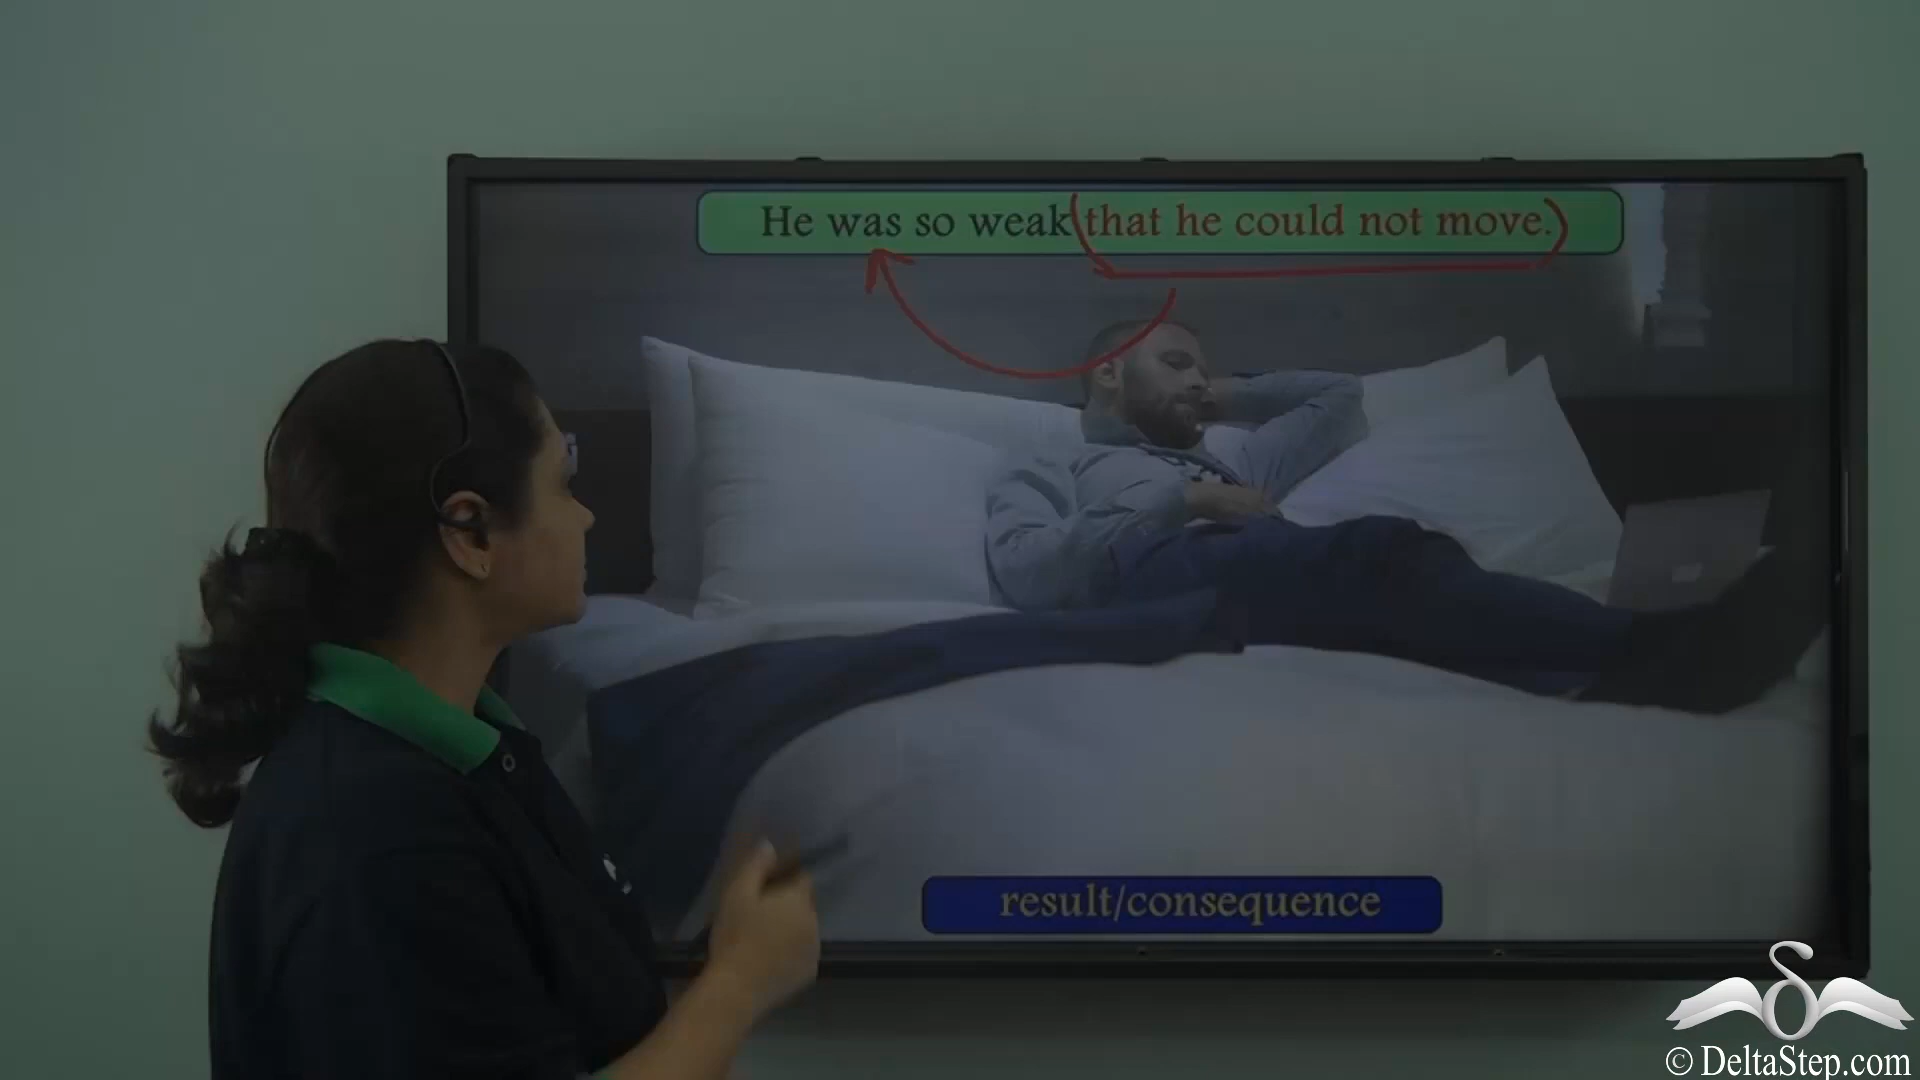 He was so weak that he could not move.
result/consequence
© DeltaStep.com